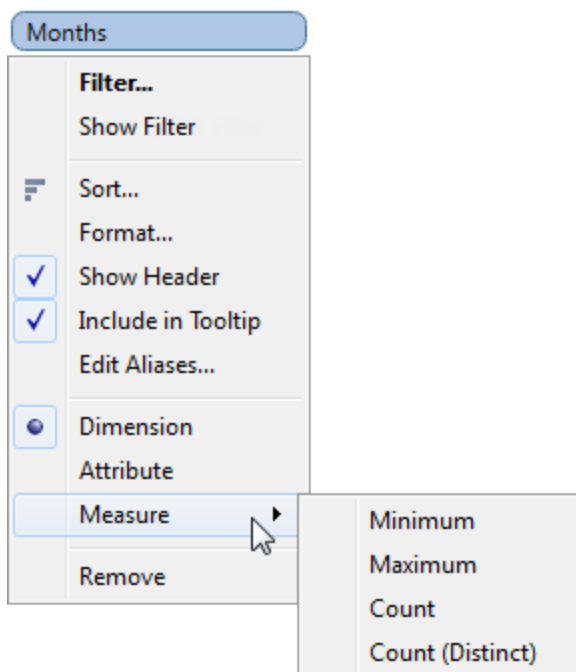 Months
Filter...
Show Filter
Sort...
Format...
Show Header
Include in Tooltip
Edit Aliases...
Dimension
Attribute
Measure
Remove
Minimum
Maximum
Count
Count (Distinct)